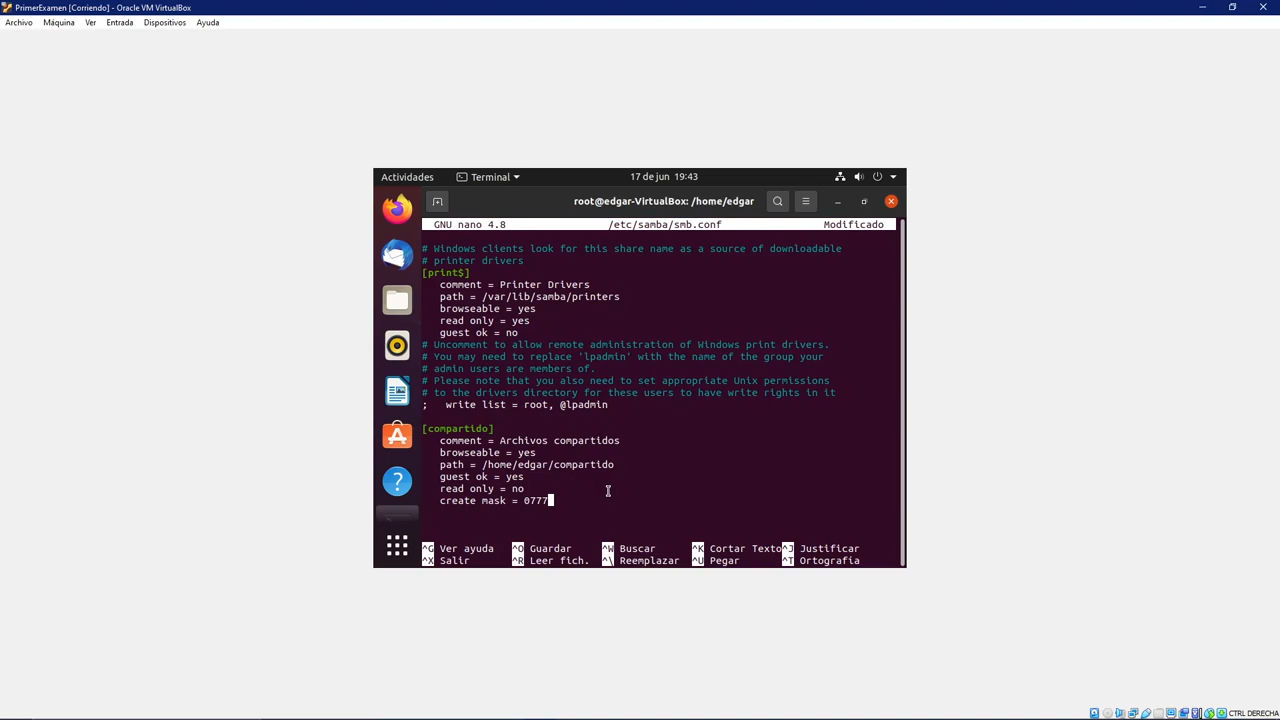 PrimerExamen [Corriendo] - Oracle VM VirtualBox
Archivo Máquina Ver Entrada Dispositivos Ayuda
Actividades Terminal 17 de jun 19:43
root@edgar-VirtualBox: /home/edgar
GNU nano 4.8 /etc/samba/smb.conf Modificado
# Windows clients look for this share name as a source of downloadable
# printer drivers
[print$]
comment = Printer Drivers
path = /var/lib/samba/printers
browseable = yes
read only = yes
guest ok = no
# Uncomment to allow remote administration of Windows print drivers.
# You may need to replace 'lpadmin' with the name of the group your
# admin users are members of.
# Please note that you also need to set appropriate Unix permissions
# to the drivers directory for these users to have write rights in it
; write list = root, @lpadmin
[compartido]
comment = Archivos compartidos
browseable = yes
path = /home/edgar/compartido
guest ok = yes
read only = no
create mask = 0777
^G Ver ayuda ^O Guardar ^W Buscar ^K Cortar Texto ^J Justificar
^X Salir ^R Leer fich. ^\ Reemplazar ^U Pegar ^T Ortografía
CTRL DERECHA